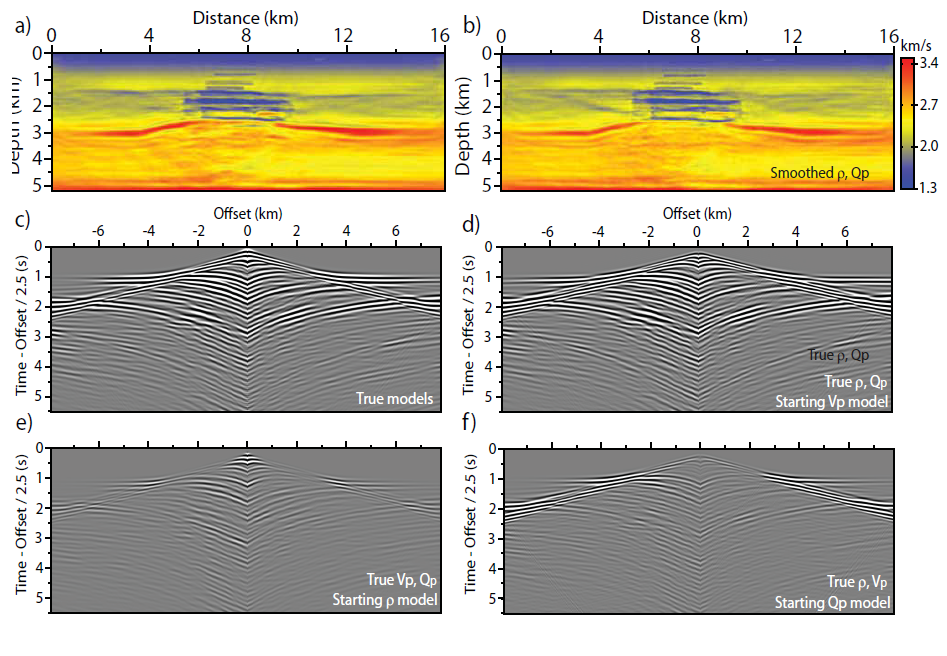 Distance (km)
a)
0 4 8 12 16
0
1
2
3
4
5
Depth (km)
Distance (km)
b)
0 4 8 12 16
0
1
2
3
4
5
Depth (km)
Smoothed ρ, Qp
km/s
3.4
2.7
2.0
1.3
c)
Offset (km)
-6 -4 -2 0 2 4 6
0
1
2
3
4
5
Time - Offset / 2.5 (s)
True models
d)
Offset (km)
-6 -4 -2 0 2 4 6
0
1
2
3
4
5
Time - Offset / 2.5 (s)
True ρ, Qp
True ρ, Qp
Starting Vp model
e)
0
1
2
3
4
5
Time - Offset / 2.5 (s)
True Vp, Qp
Starting ρ model
f)
0
1
2
3
4
5
Time - Offset / 2.5 (s)
True ρ, Vp
Starting Qp model